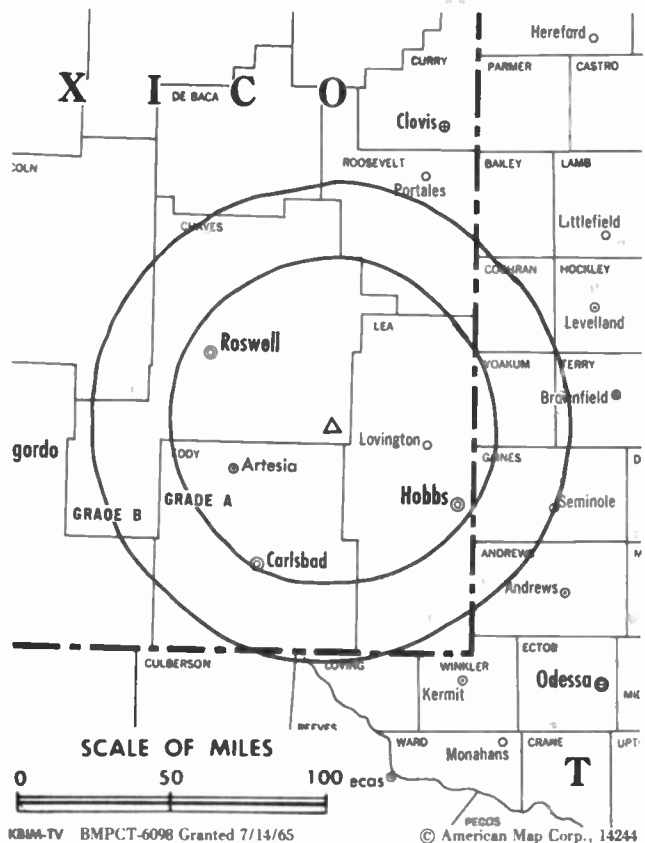 Hereford
CURRY
PARMER
CASTRO
X I C O
DE BACA
Clovis
COLN
ROOSEVELT
BAILEY
LAMB
Portales
Littlefield
CHAVES
COCHRAN
HOCKLEY
Levelland
LEA
Roswell
YOAKUM
TERRY
Brownfield
gordo
EDDY
Lovington
GAINES
D
Artesia
GRADE A
Hobbs
Seminole
GRADE B
ANDREWS
M
Carlsbad
Andrews
ECTOR
CULBERSON
LOVING
WINKLER
Kermit
Odessa
MID
REEVES
WARD
CRANE
UPT
SCALE OF MILES
Monahans
T
0 50 100
ecas
PECOS
KBIM-TV BMPCT-6098 Granted 7/14/65
© American Map Corp., 14244